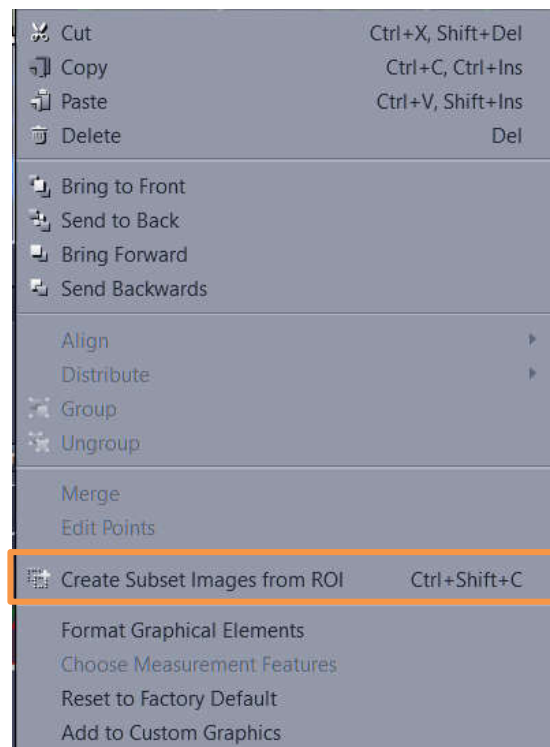 Cut Ctrl+X, Shift+Del
Copy Ctrl+C, Ctrl+Ins
Paste Ctrl+V, Shift+Ins
Delete Del
Bring to Front
Send to Back
Bring Forward
Send Backwards
Align
Distribute
Group
Ungroup
Merge
Edit Points
Create Subset Images from ROI Ctrl+Shift+C
Format Graphical Elements
Choose Measurement Features
Reset to Factory Default
Add to Custom Graphics